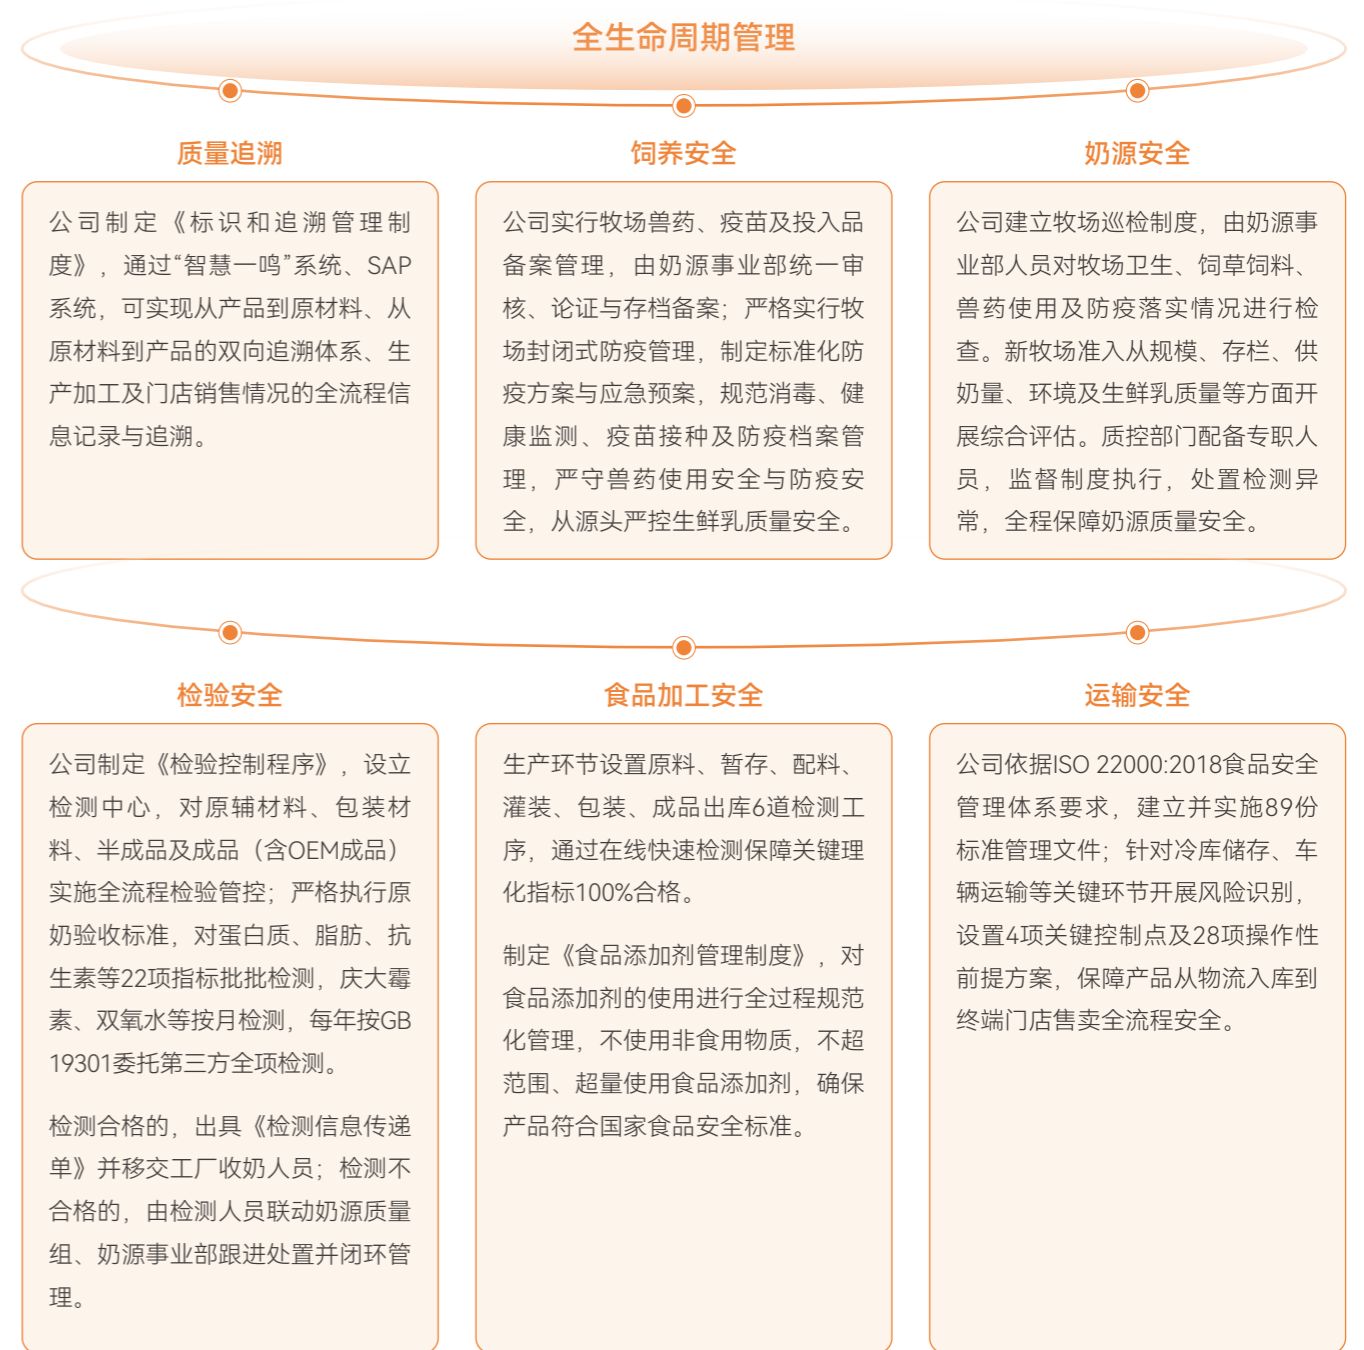 全生命周期管理
质量追溯
公司制定《标识和追溯管理制
度》，通过“智慧一鸣”系统、SAP
系统，可实现从产品到原材料、从
原材料到产品的双向追溯体系、生
产加工及门店销售情况的全流程信
息记录与追溯。
饲养安全
公司实行牧场兽药、疫苗及投入品
备案管理，由奶源事业部统一审
核、论证与存档备案；严格实行牧
场封闭式防疫管理，制定标准化防
疫方案与应急预案，规范消毒、健
康监测、疫苗接种及防疫档案管
理，严守兽药使用安全与防疫安
全，从源头严控生鲜乳质量安全。
奶源安全
公司建立牧场巡检制度，由奶源事
业部人员对牧场卫生、饲草饲料、
兽药使用及防疫落实情况进行检
查。新牧场准入从规模、存栏、供
奶量、环境及生鲜乳质量等方面开
展综合评估。质控部门配备专职人
员，监督制度执行，处置检测异
常，全程保障奶源质量安全。
检验安全
公司制定《检验控制程序》，设立
检测中心，对原辅材料、包装材
料、半成品及成品（含OEM成品）
实施全流程检验管控；严格执行原
奶验收标准，对蛋白质、脂肪、抗
生素等22项指标批批检测，庆大霉
素、双氧水等按月检测，每年按GB
19301委托第三方全项检测。
检测合格的，出具《检测信息传递
单》并移交工厂收奶人员；检测不
合格的，由检测人员联动奶源质量
组、奶源事业部跟进处置并闭环管
理。
食品加工安全
生产环节设置原料、暂存、配料、
灌装、包装、成品出库6道检测工
序，通过在线快速检测保障关键理
化指标100%合格。
制定《食品添加剂管理制度》，对
食品添加剂的使用进行全过程规范
化管理，不使用非食用物质，不超
范围、超量使用食品添加剂，确保
产品符合国家食品安全标准。
运输安全
公司依据ISO 22000:2018食品安全
管理体系要求，建立并实施89份
标准管理文件；针对冷库储存、车
辆运输等关键环节开展风险识别，
设置4项关键控制点及28项操作性
前提方案，保障产品从物流入库到
终端门店售卖全流程安全。